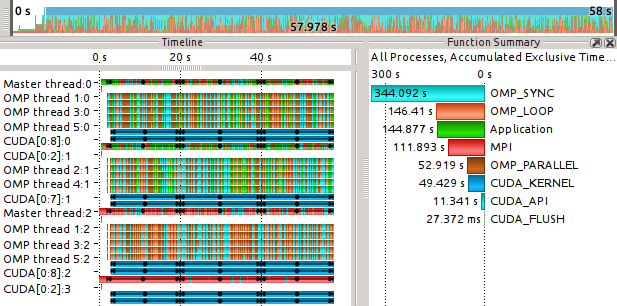 0 s 58 s
57.978 s
Timeline
0 s 20 s 40 s
Master thread:0
OMP thread 1:0
OMP thread 3:0
OMP thread 5:0
CUDA[0:8]:0
CUDA[0:2]:1
OMP thread 2:1
OMP thread 4:1
CUDA[0:7]:1
Master thread:2
OMP thread 1:2
OMP thread 3:2
OMP thread 5:2
CUDA[0:8]:2
CUDA[0:2]:3
Function Summary
All Processes, Accumulated Exclusive Time...
300 s 0 s
344.092 s OMP_SYNC
146.41 s OMP_LOOP
144.877 s Application
111.893 s MPI
52.919 s OMP_PARALLEL
49.429 s CUDA_KERNEL
11.341 s CUDA_API
27.372 ms CUDA_FLUSH